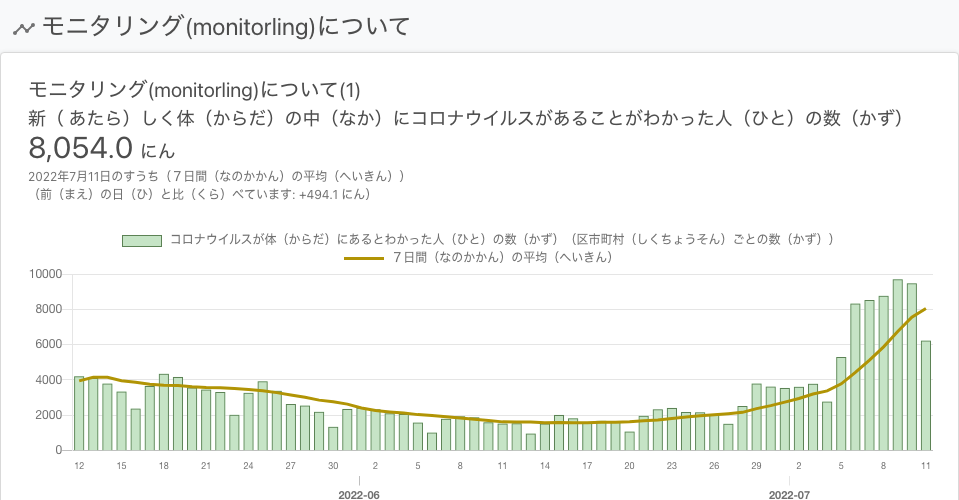 モニタリング(monitorling)について
モニタリング(monitorling)について(1)
新（ あたら）しく体（からだ）の中（なか）にコロナウイルスがあることがわかった人（ひと）の数（かず）
8,054.0 にん
2022年7月11日のすうち（７日間（なのかかん）の平均（へいきん））
（前（まえ）の日（ひ）と比（くら）べています: +494.1 にん）
コロナウイルスが体（からだ）にあるとわかった人（ひと）の数（かず）（区市町村（しくちょうそん）ごとの数（かず））
７日間（なのかかん）の平均（へいきん）
10000
8000
6000
4000
2000
0
12 15 18 21 24 27 30 2 5 8 11 14 17 20 23 26 29 2 5 8 11
2022-06 2022-07